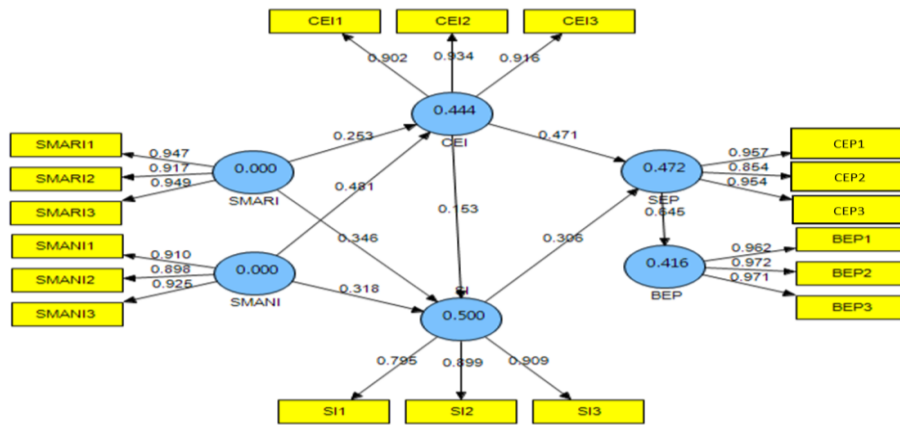 CEI1
CEI2
CEI3
0.902
0.934
0.916
0.444
CEI
SMARI1
SMARI2
SMARI3
0.947
0.917
0.949
0.000
SMARI
0.253
0.471
0.481
SMANI1
SMANI2
SMANI3
0.910
0.898
0.925
0.000
SMANI
0.346
0.153
0.318
0.306
0.472
SEP
0.957
0.854
0.954
CEP1
CEP2
CEP3
0.645
0.416
BEP
0.962
0.972
0.971
BEP1
BEP2
BEP3
SI
0.500
0.795
0.899
0.909
SI1
SI2
SI3